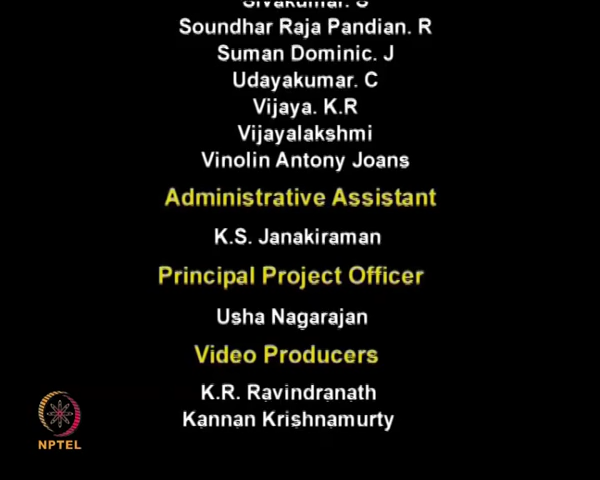 Sivakumar. S
Soundhar Raja Pandian. R
Suman Dominic. J
Udayakumar. C
Vijaya. K.R
Vijayalakshmi
Vinolin Antony Joans
Administrative Assistant
K.S. Janakiraman
Principal Project Officer
Usha Nagarajan
Video Producers
K.R. Ravindranath
Kannan Krishnamurty
NPTEL